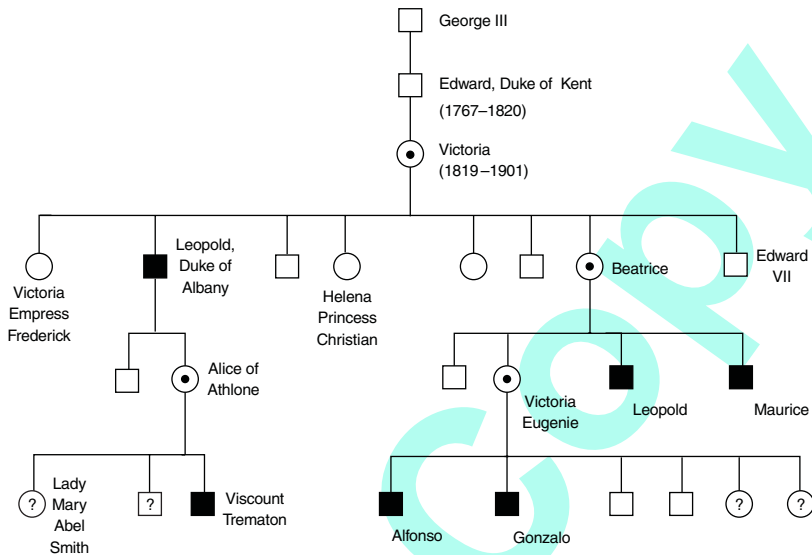 George III
Edward, Duke of Kent
(1767–1820)
Victoria
(1819–1901)
Victoria
Empress
Frederick
Leopold,
Duke of
Albany
Helena
Princess
Christian
Beatrice
Edward
VII
Alice of
Athlone
Victoria
Eugenie
Leopold
Maurice
?
Lady
Mary
Abel
Smith
?
Viscount
Trematon
Alfonso
Gonzalo
?
?
Copy